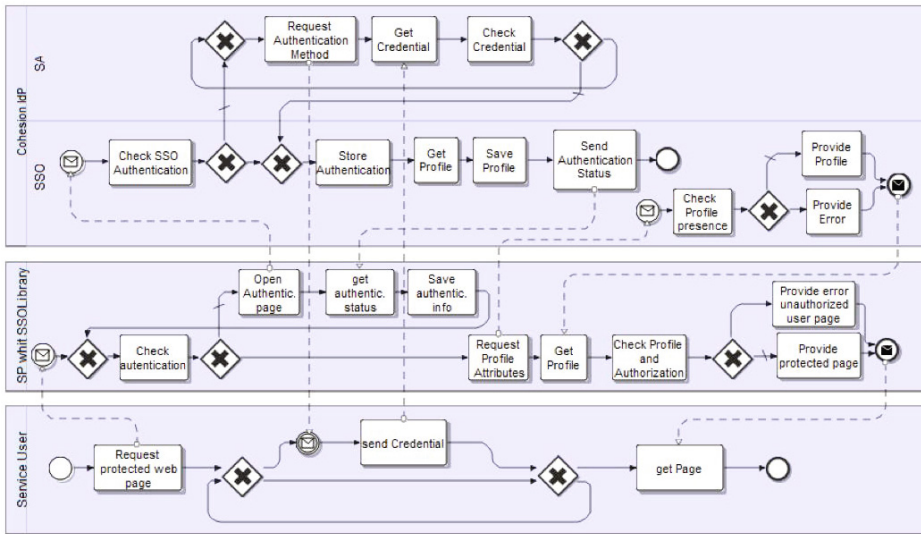 Cohesion IdP
SA
Request
Authentication
Method
Get
Credential
Check
Credential
SSO
Check SSO
Authentication
Store
Authentication
Get
Profile
Save
Profile
Send
Authentication
Status
Check
Profile
presence
Provide
Profile
Provide
Error
SP whit SSOLibrary
Open
Authentic.
page
get
authentic.
status
Save
authentic.
info
Check
autentication
Request
Profile
Attributes
Get
Profile
Check Profile
and
Authorization
Provide error
unauthorized
user page
Provide
protected page
Service User
Request
protected web
page
send Credential
get Page